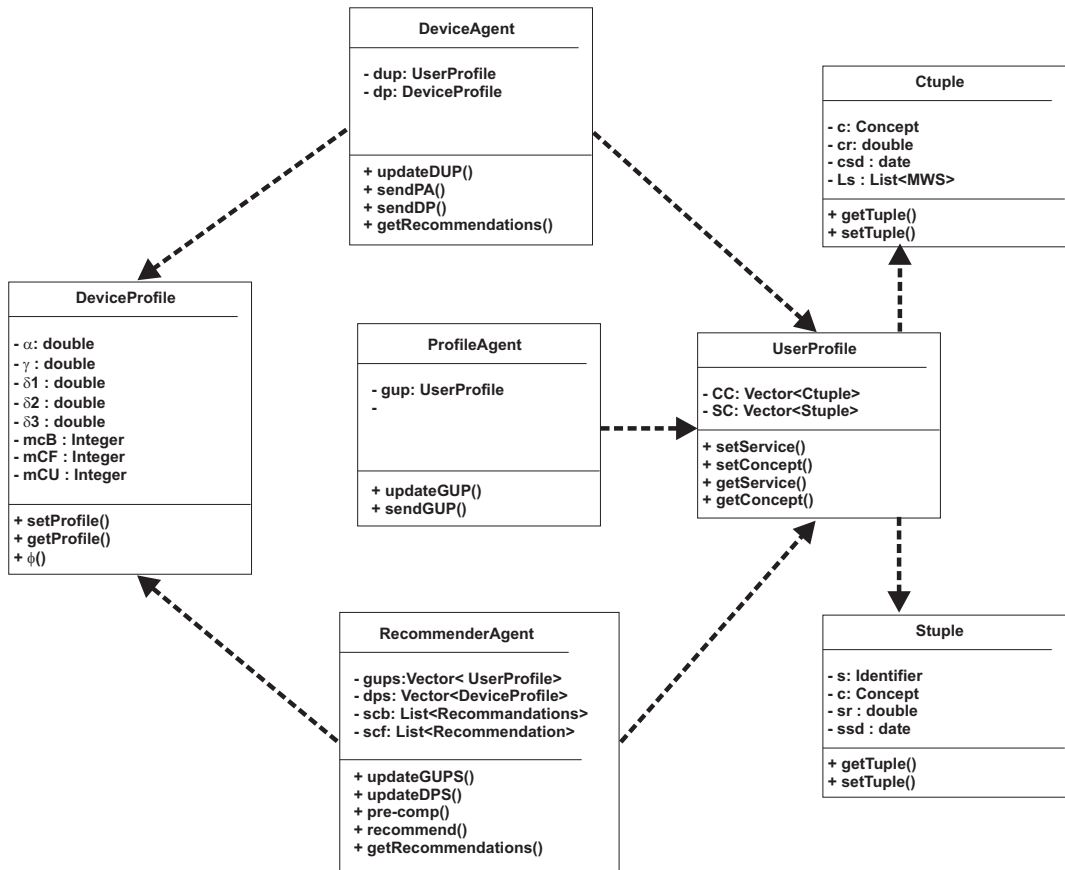 DeviceAgent
- dup: UserProfile
- dp: DeviceProfile
+ updateDUP()
+ sendPA()
+ sendDP()
+ getRecommendations()
Ctuple
- c: Concept
- cr: double
- csd : date
- Ls : List<MWS>
+ getTuple()
+ setTuple()
DeviceProfile
- α: double
- γ : double
- δ1 : double
- δ2 : double
- δ3 : double
- mcB : Integer
- mCF : Integer
- mCU : Integer
+ setProfile()
+ getProfile()
+ ϕ()
ProfileAgent
- gup: UserProfile
-
+ updateGUP()
+ sendGUP()
UserProfile
- CC: Vector<Ctuple>
- SC: Vector<Stuple>
+ setService()
+ setConcept()
+ getService()
+ getConcept()
RecommenderAgent
- gups:Vector< UserProfile>
- dps: Vector<DeviceProfile>
- scb: List<Recommandations>
- scf: List<Recommendation>
+ updateGUPS()
+ updateDPS()
+ pre-comp()
+ recommend()
+ getRecommendations()
Stuple
- s: Identifier
- c: Concept
- sr : double
- ssd : date
+ getTuple()
+ setTuple()